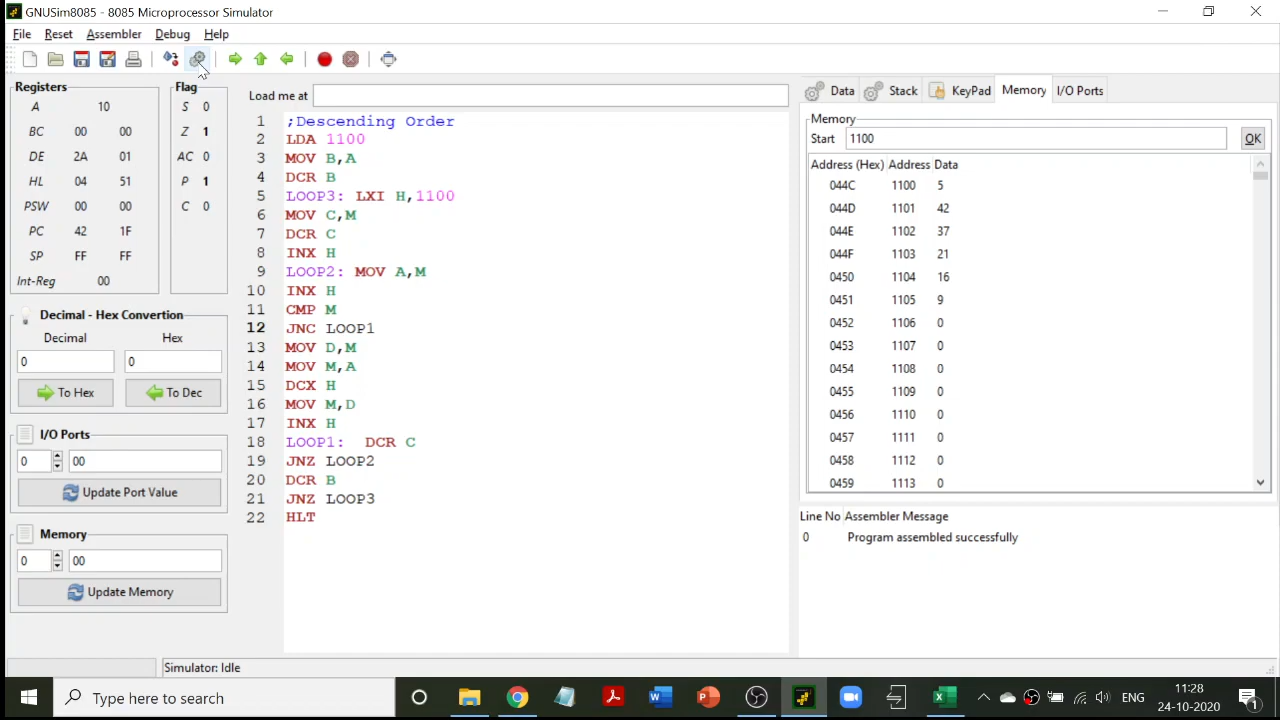 GNUSim8085 - 8085 Microprocessor Simulator
File Reset Assembler Debug Help
Registers
A 10
BC 00 00
DE 2A 01
HL 04 51
PSW 00 00
PC 42 1F
SP FF FF
Int-Reg 00
Flag
S 0
Z 1
AC 0
P 1
C 0
Decimal - Hex Convertion
Decimal Hex
0 0
To Hex To Dec
I/O Ports
0 00
Update Port Value
Memory
0 00
Update Memory
Load me at
1 ;Descending Order
2 LDA 1100
3 MOV B,A
4 DCR B
5 LOOP3: LXI H,1100
6 MOV C,M
7 DCR C
8 INX H
9 LOOP2: MOV A,M
10 INX H
11 CMP M
12 JNC LOOP1
13 MOV D,M
14 MOV M,A
15 DCX H
16 MOV M,D
17 INX H
18 LOOP1: DCR C
19 JNZ LOOP2
20 DCR B
21 JNZ LOOP3
22 HLT
Data Stack KeyPad Memory I/O Ports
Memory
Start 1100 OK
Address (Hex) Address Data
044C 1100 5
044D 1101 42
044E 1102 37
044F 1103 21
0450 1104 16
0451 1105 9
0452 1106 0
0453 1107 0
0454 1108 0
0455 1109 0
0456 1110 0
0457 1111 0
0458 1112 0
0459 1113 0
Line No Assembler Message
0 Program assembled successfully
Simulator: Idle
Type here to search
ENG
11:28
24-10-2020
1